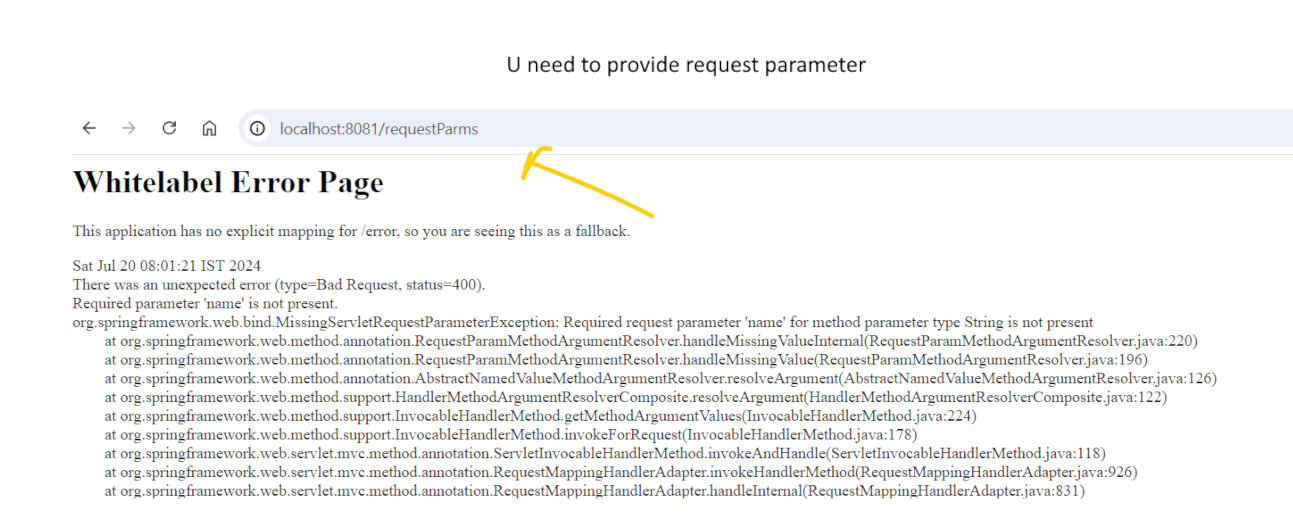 U need to provide request parameter
localhost:8081/requestParms
Whitelabel Error Page
This application has no explicit mapping for /error, so you are seeing this as a fallback.
Sat Jul 20 08:01:21 IST 2024
There was an unexpected error (type=Bad Request, status=400).
Required parameter 'name' is not present.
org.springframework.web.bind.MissingServletRequestParameterException: Required request parameter 'name' for method parameter type String is not present
at org.springframework.web.method.annotation.RequestParamMethodArgumentResolver.handleMissingValueInternal(RequestParamMethodArgumentResolver.java:220)
at org.springframework.web.method.annotation.RequestParamMethodArgumentResolver.handleMissingValue(RequestParamMethodArgumentResolver.java:196)
at org.springframework.web.method.annotation.AbstractNamedValueMethodArgumentResolver.resolveArgument(AbstractNamedValueMethodArgumentResolver.java:126)
at org.springframework.web.method.support.HandlerMethodArgumentResolverComposite.resolveArgument(HandlerMethodArgumentResolverComposite.java:122)
at org.springframework.web.method.support.InvocableHandlerMethod.getMethodArgumentValues(InvocableHandlerMethod.java:224)
at org.springframework.web.method.support.InvocableHandlerMethod.invokeForRequest(InvocableHandlerMethod.java:178)
at org.springframework.web.servlet.mvc.method.annotation.ServletInvocableHandlerMethod.invokeAndHandle(ServletInvocableHandlerMethod.java:118)
at org.springframework.web.servlet.mvc.method.annotation.RequestMappingHandlerAdapter.invokeHandlerMethod(RequestMappingHandlerAdapter.java:926)
at org.springframework.web.servlet.mvc.method.annotation.RequestMappingHandlerAdapter.handleInternal(RequestMappingHandlerAdapter.java:831)